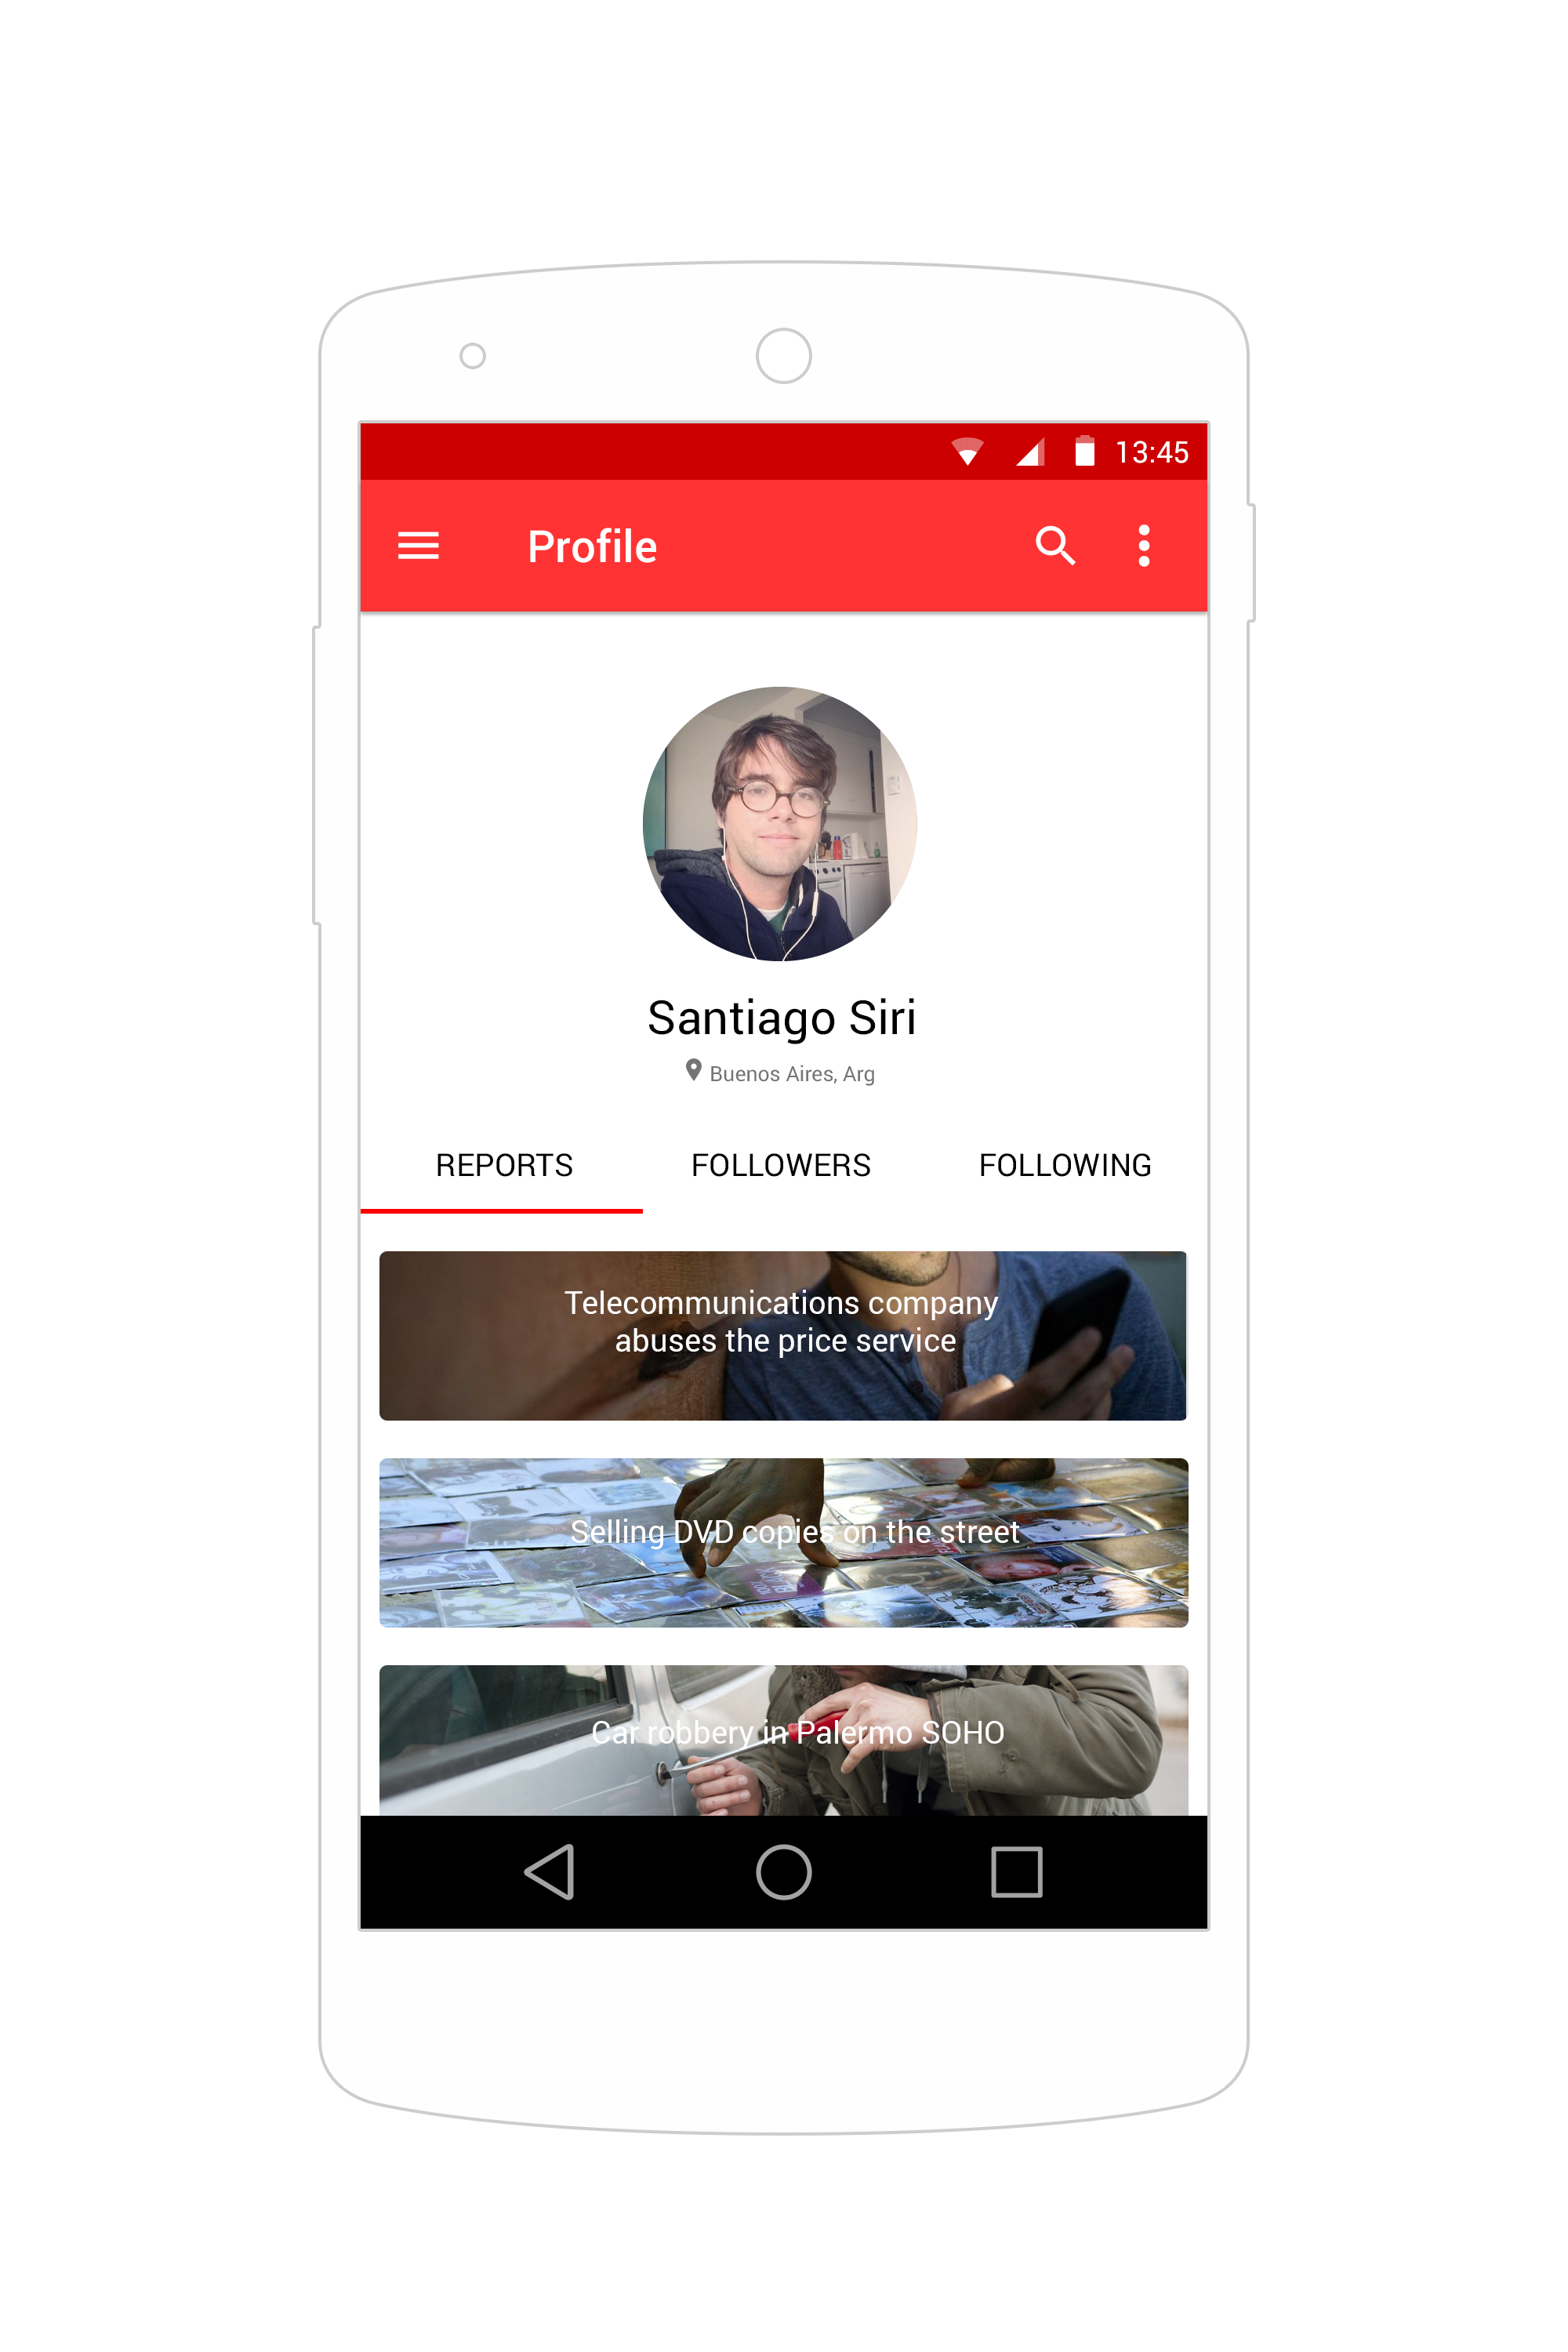 13:45
Profile
Santiago Siri
Buenos Aires, Arg
REPORTS FOLLOWERS FOLLOWING
Telecommunications company
abuses the price service
Selling DVD copies on the street
Car robbery in Palermo SOHO